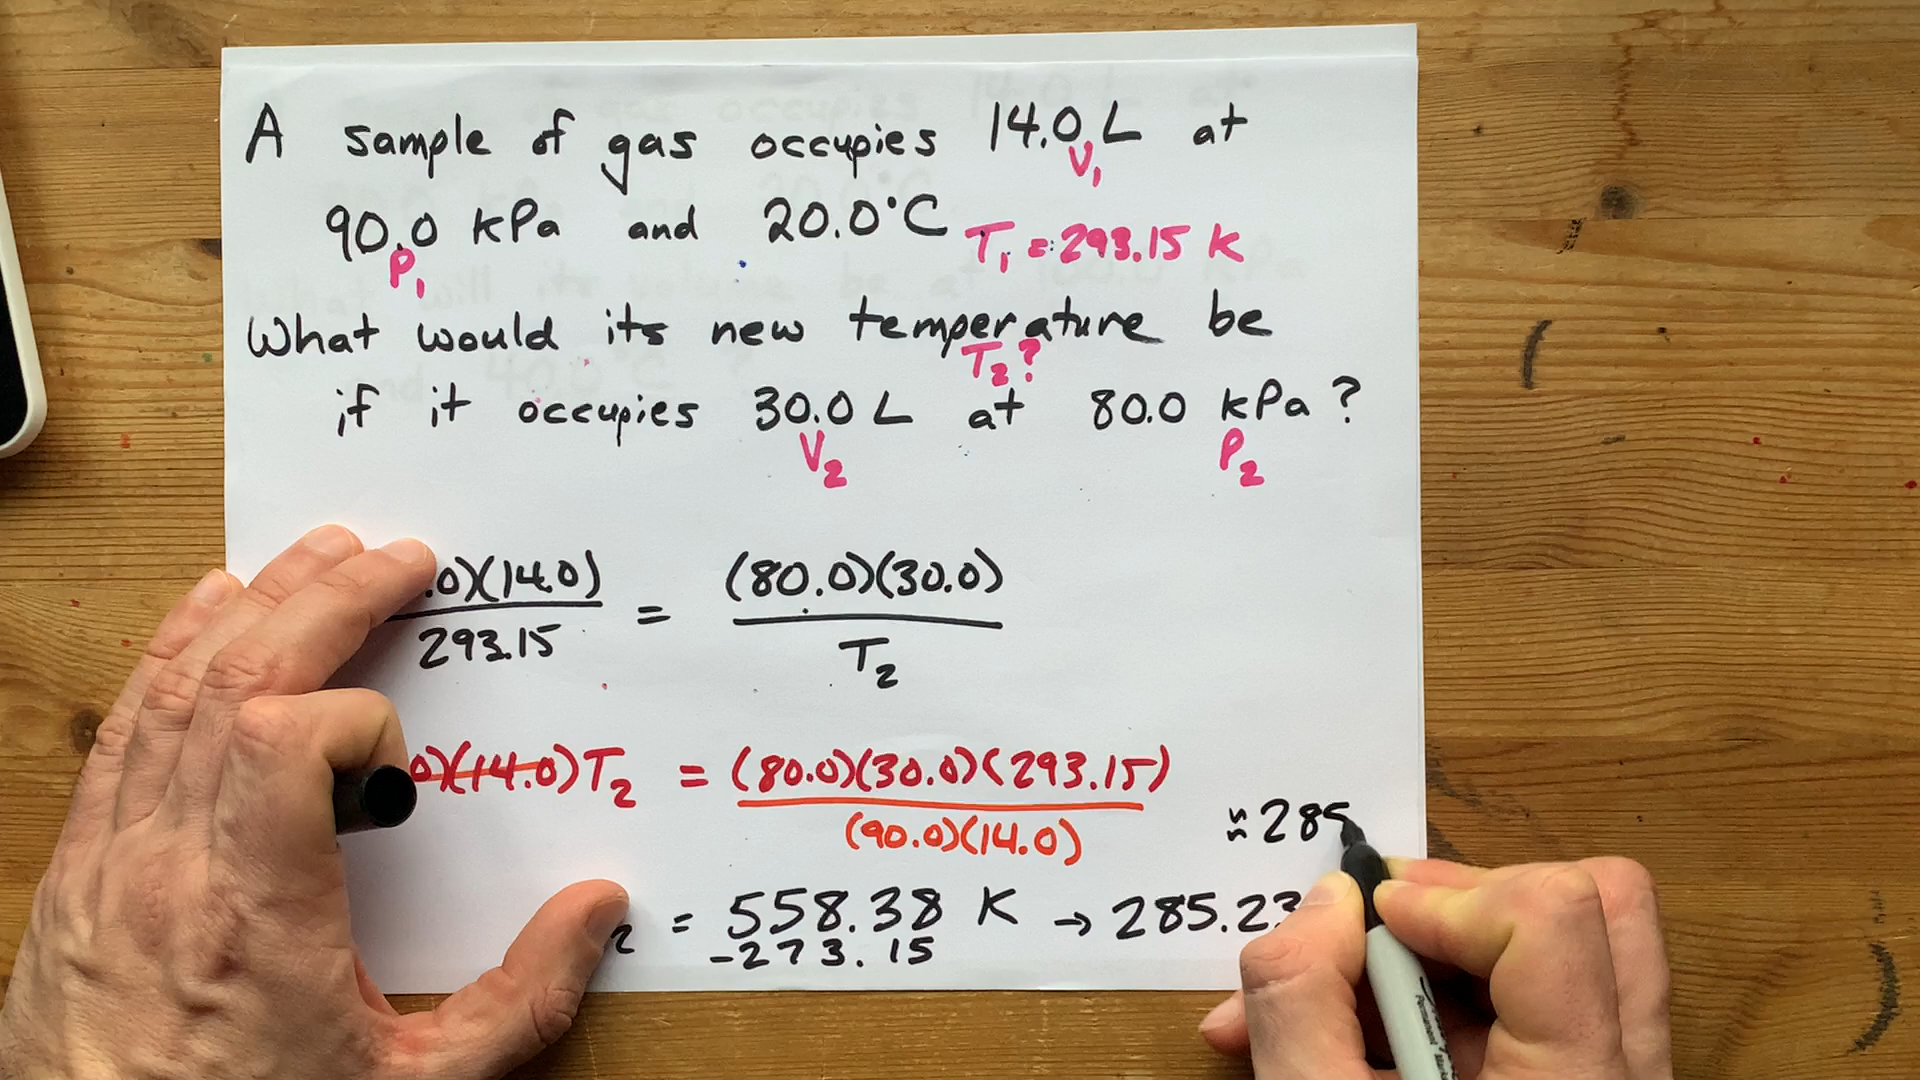 A sample of gas occupies 14.0 L at
V₁
90.0 kPa and 20.0°C T₁ = 293.15 K
P₁
What would its new temperature be
T₂?
if it occupies 30.0 L at 80.0 kPa?
V₂ P₂
.0)(14.0) = (80.0)(30.0)
293.15 T₂
0)(14.0)T₂ = (80.0)(30.0)(293.15)
(90.0)(14.0)
≈ 285
₂ = 558.38 K → 285.23
-273.15